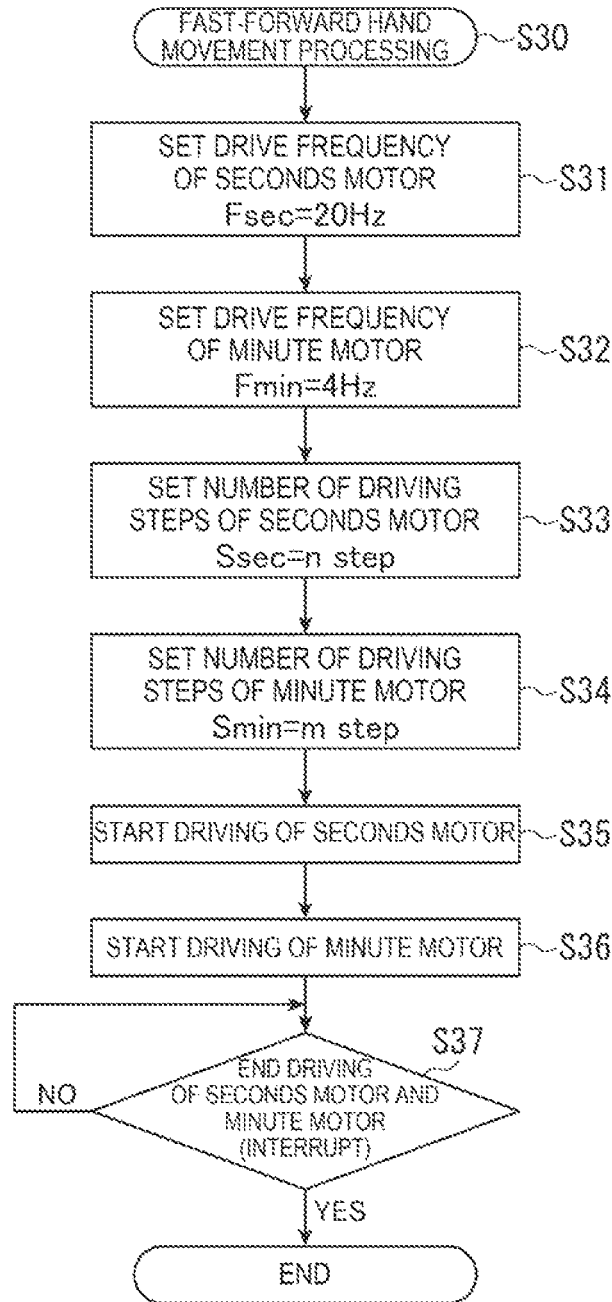 FAST-FORWARD HAND
MOVEMENT PROCESSING
S30
SET DRIVE FREQUENCY
OF SECONDS MOTOR
Fsec=20Hz
S31
SET DRIVE FREQUENCY
OF MINUTE MOTOR
Fmin=4Hz
S32
SET NUMBER OF DRIVING
STEPS OF SECONDS MOTOR
Ssec=n step
S33
SET NUMBER OF DRIVING
STEPS OF MINUTE MOTOR
Smin=m step
S34
START DRIVING OF SECONDS MOTOR
S35
START DRIVING OF MINUTE MOTOR
S36
S37
END DRIVING
OF SECONDS MOTOR AND
MINUTE MOTOR
(INTERRUPT)
NO
YES
END